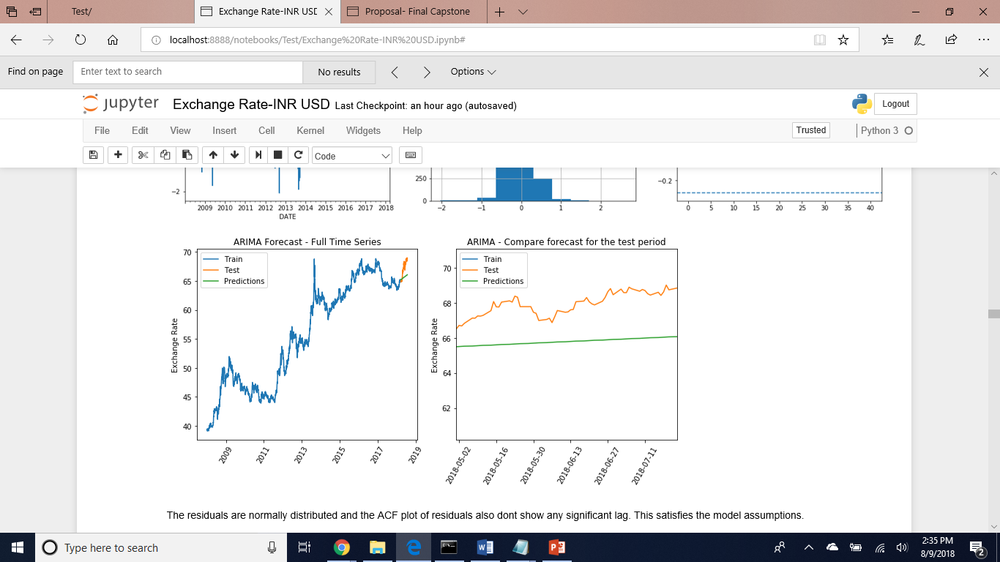 Test/
Exchange Rate-INR USD
Proposal- Final Capstone
localhost:8888/notebooks/Test/Exchange%20Rate-INR%20USD.ipynb#
Find on page
Enter text to search
No results
Options
jupyter
Exchange Rate-INR USD
Last Checkpoint: an hour ago (autosaved)
Logout
File Edit View Insert Cell Kernel Widgets Help
Trusted
Python 3
Code
−2
2009 2010 2011 2012 2013 2014 2015 2016 2017 2018
DATE
250
0
−2 −1 0 1 2
−0.2
0 5 10 15 20 25 30 35 40
ARIMA Forecast - Full Time Series
Train
Test
Predictions
Exchange Rate
70
65
60
55
50
45
40
2009 2011 2013 2015 2017 2019
ARIMA - Compare forecast for the test period
Train
Test
Predictions
Exchange Rate
70
68
66
64
62
2018-05-02 2018-05-16 2018-05-30 2018-06-13 2018-06-27 2018-07-11
The residuals are normally distributed and the ACF plot of residuals also dont show any significant lag. This satisfies the model assumptions.
Type here to search
2:35 PM
8/9/2018
2